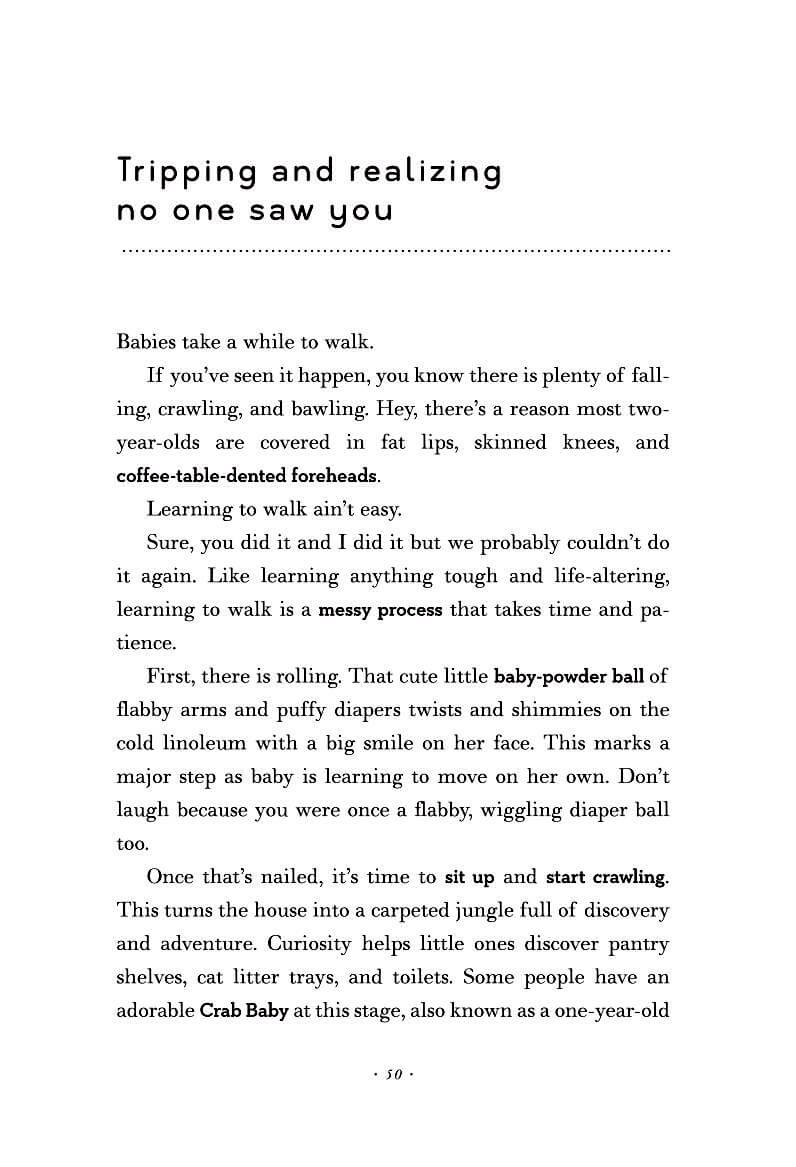 Tripping and realizing
no one saw you
Babies take a while to walk.
If you’ve seen it happen, you know there is plenty of fall-
ing, crawling, and bawling. Hey, there’s a reason most two-
year-olds are covered in fat lips, skinned knees, and
coffee-table-dented foreheads.
Learning to walk ain’t easy.
Sure, you did it and I did it but we probably couldn’t do
it again. Like learning anything tough and life-altering,
learning to walk is a messy process that takes time and pa-
tience.
First, there is rolling. That cute little baby-powder ball of
flabby arms and puffy diapers twists and shimmies on the
cold linoleum with a big smile on her face. This marks a
major step as baby is learning to move on her own. Don’t
laugh because you were once a flabby, wiggling diaper ball
too.
Once that’s nailed, it’s time to sit up and start crawling.
This turns the house into a carpeted jungle full of discovery
and adventure. Curiosity helps little ones discover pantry
shelves, cat litter trays, and toilets. Some people have an
adorable Crab Baby at this stage, also known as a one-year-old
· 50 ·